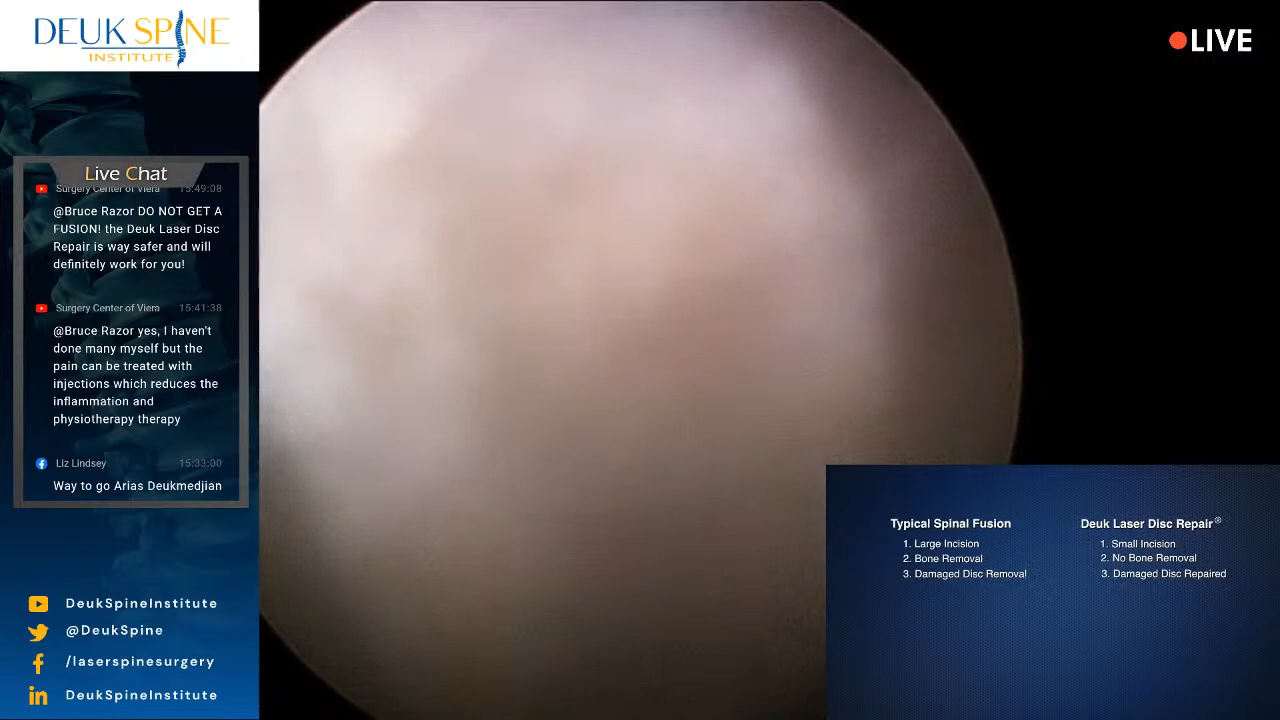 DEUK SPINE
INSTITUTE
LIVE
Live Chat
Surgery Center of Viera 15:49:08
@Bruce Razor DO NOT GET A
FUSION! the Deuk Laser Disc
Repair is way safer and will
definitely work for you!
Surgery Center of Viera 15:41:38
@Bruce Razor yes, I haven't
done many myself but the
pain can be treated with
injections which reduces the
inflammation and
physiotherapy therapy
Liz Lindsey 15:33:00
Way to go Arias Deukmedjian
DeukSpineInstitute
@DeukSpine
/laserspinesurgery
DeukSpineInstitute
Typical Spinal Fusion
1. Large Incision
2. Bone Removal
3. Damaged Disc Removal
Deuk Laser Disc Repair®
1. Small Incision
2. No Bone Removal
3. Damaged Disc Repaired